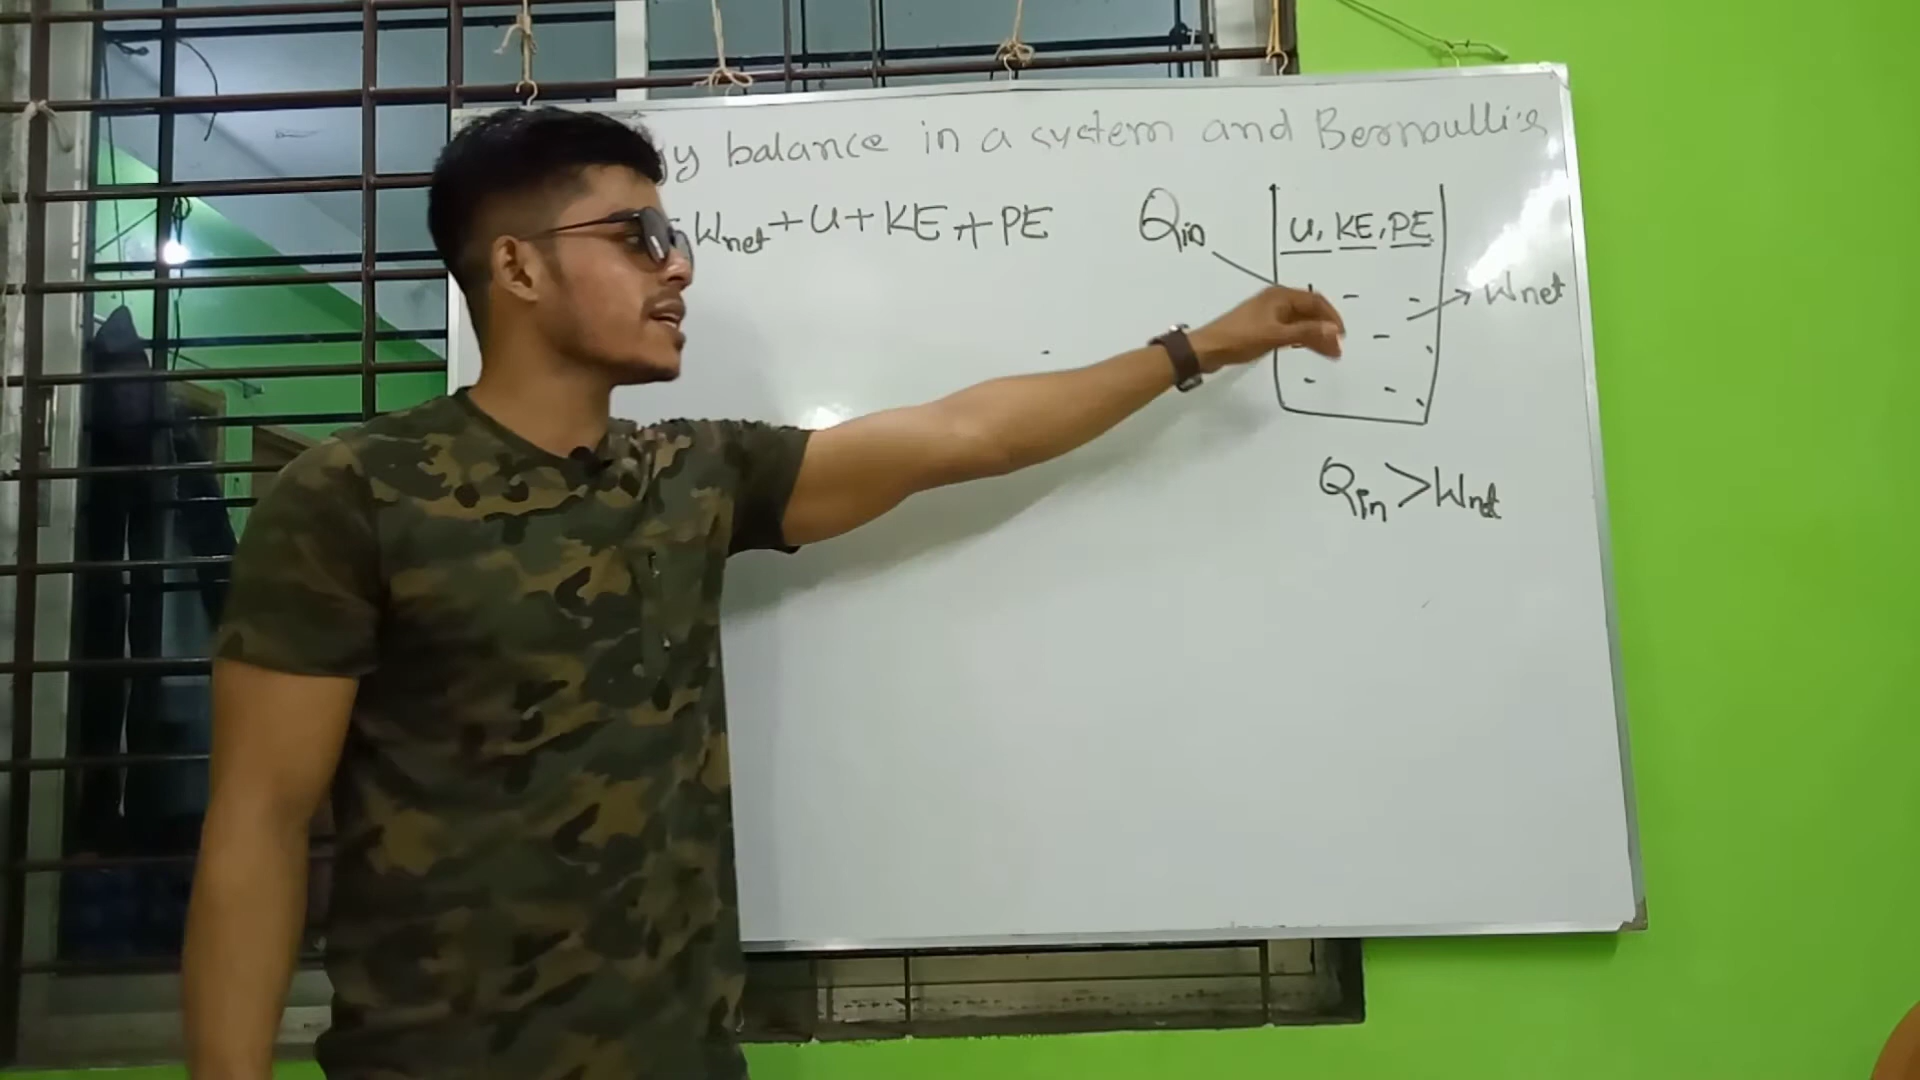 balance in a system and Bernoulli's
Wnet + U + KE + PE
Qin
U, KE, PE
Wnet
Qin > Wnet